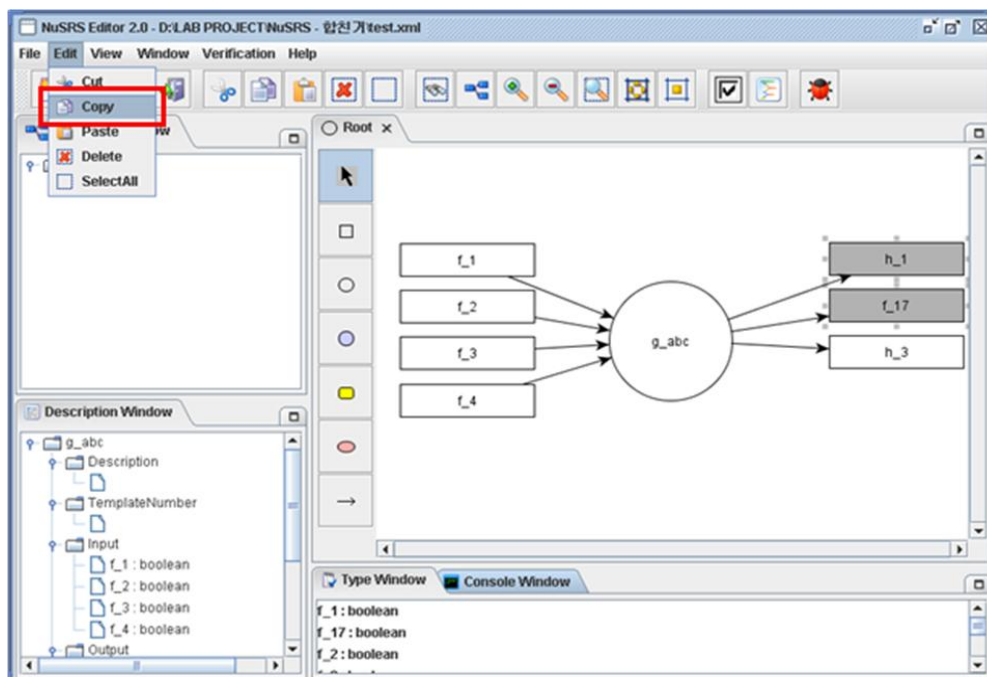 NuSRS Editor 2.0 - D:\LAB PROJECT\NuSRS - 합친거\test.xml
File Edit View Window Verification Help
Cut
Copy
Paste
Delete
SelectAll
Root
f_1
f_2
f_3
f_4
g_abc
h_1
f_17
h_3
Description Window
g_abc
Description
TemplateNumber
Input
f_1 : boolean
f_2 : boolean
f_3 : boolean
f_4 : boolean
Output
Type Window Console Window
f_1 : boolean
f_17 : boolean
f_2 : boolean